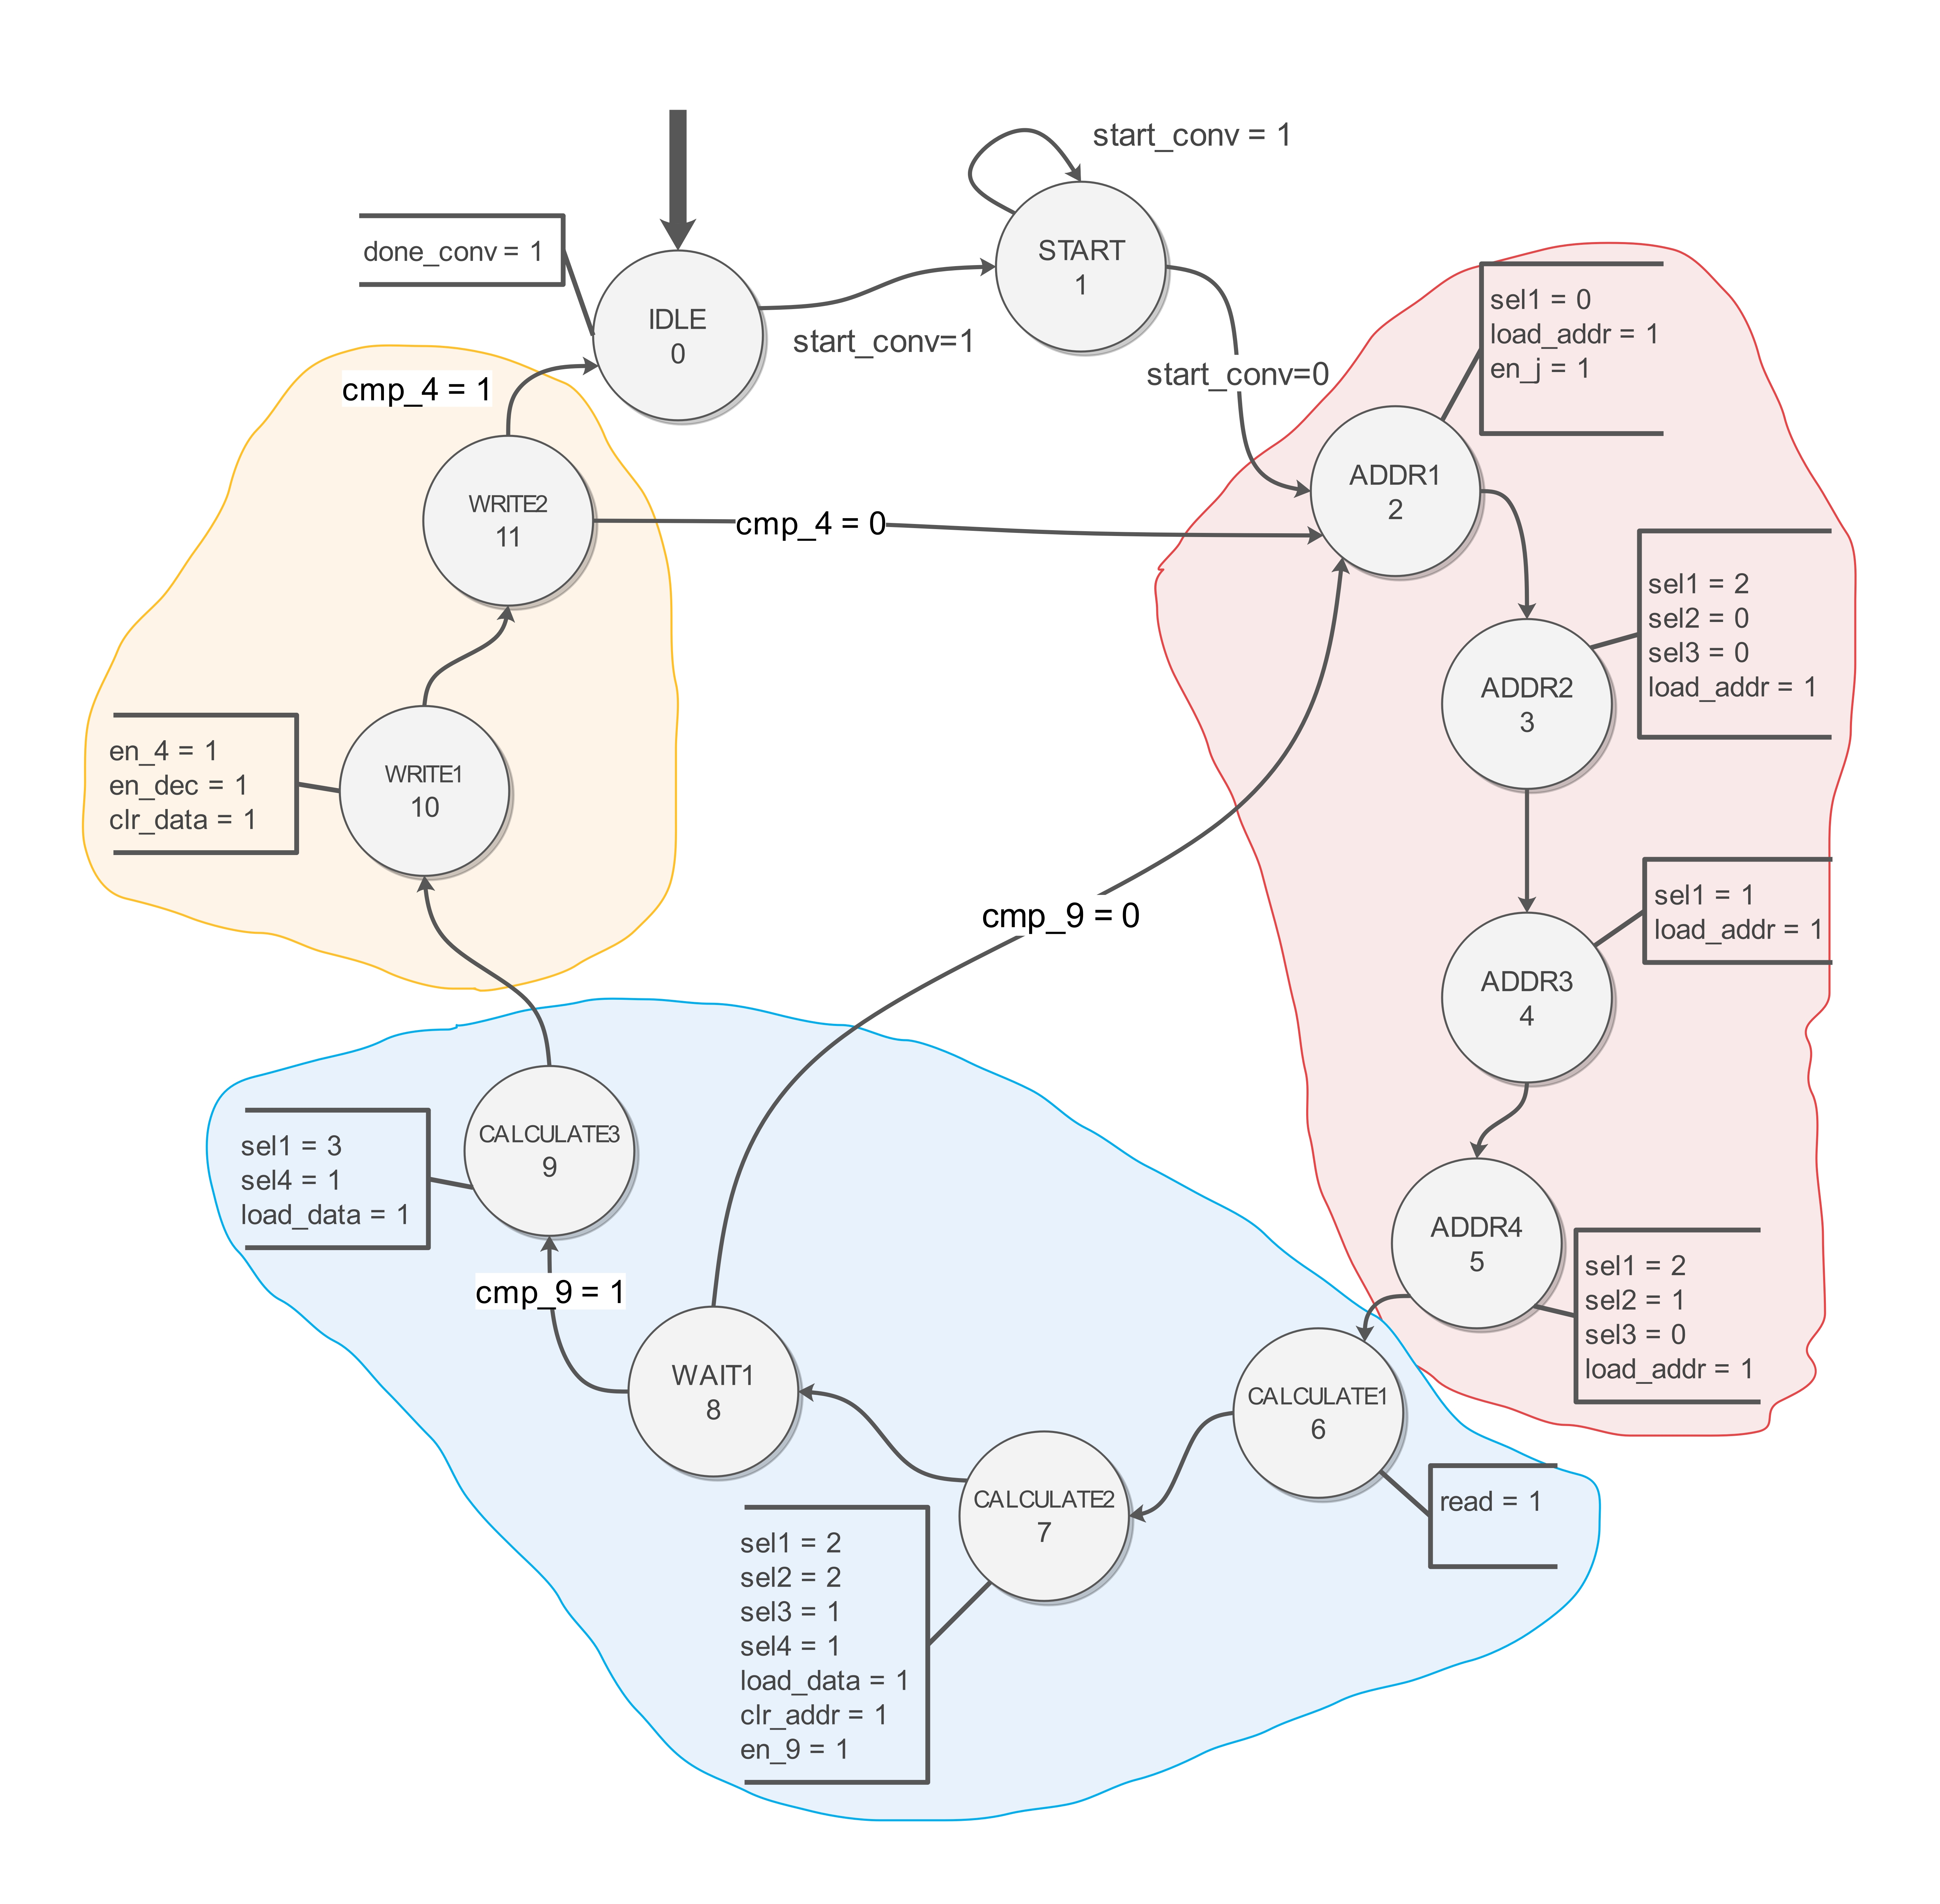 start_conv = 1
done_conv = 1
START
1
IDLE
0
start_conv=1
start_conv=0
sel1 = 0
load_addr = 1
en_j = 1
cmp_4 = 1
ADDR1
2
WRITE2
11
cmp_4 = 0
sel1 = 2
sel2 = 0
sel3 = 0
load_addr = 1
ADDR2
3
en_4 = 1
en_dec = 1
clr_data = 1
WRITE1
10
cmp_9 = 0
sel1 = 1
load_addr = 1
ADDR3
4
CALCULATE3
9
sel1 = 3
sel4 = 1
load_data = 1
ADDR4
5
sel1 = 2
sel2 = 1
sel3 = 0
load_addr = 1
cmp_9 = 1
WAIT1
8
CALCULATE1
6
CALCULATE2
7
read = 1
sel1 = 2
sel2 = 2
sel3 = 1
sel4 = 1
load_data = 1
clr_addr = 1
en_9 = 1